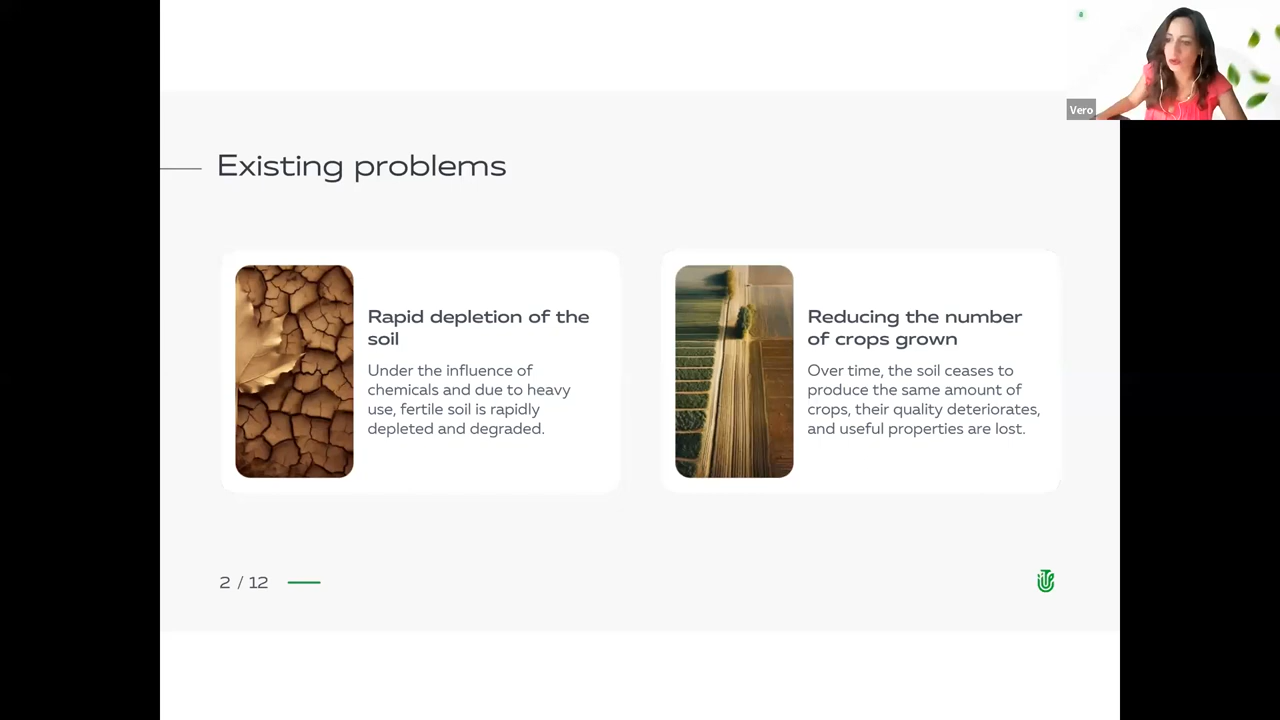 Vero
Existing problems
Rapid depletion of the
soil
Under the influence of
chemicals and due to heavy
use, fertile soil is rapidly
depleted and degraded.
Reducing the number
of crops grown
Over time, the soil ceases to
produce the same amount of
crops, their quality deteriorates,
and useful properties are lost.
2 / 12